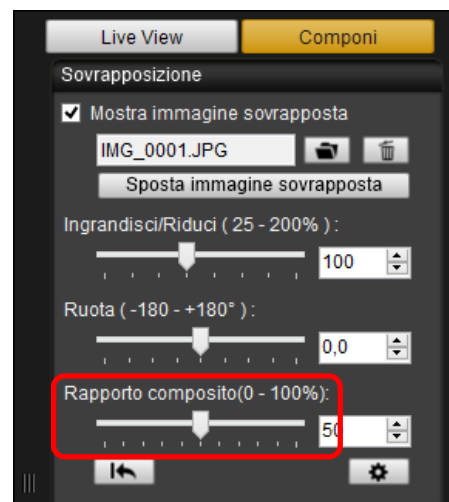 Live View Componi
Sovrapposizione
Mostra immagine sovrapposta
IMG_0001.JPG
Sposta immagine sovrapposta
Ingrandisci/Riduci ( 25 - 200% ) :
100
Ruota ( -180 - +180° ) :
0,0
Rapporto composito(0 - 100%):
50